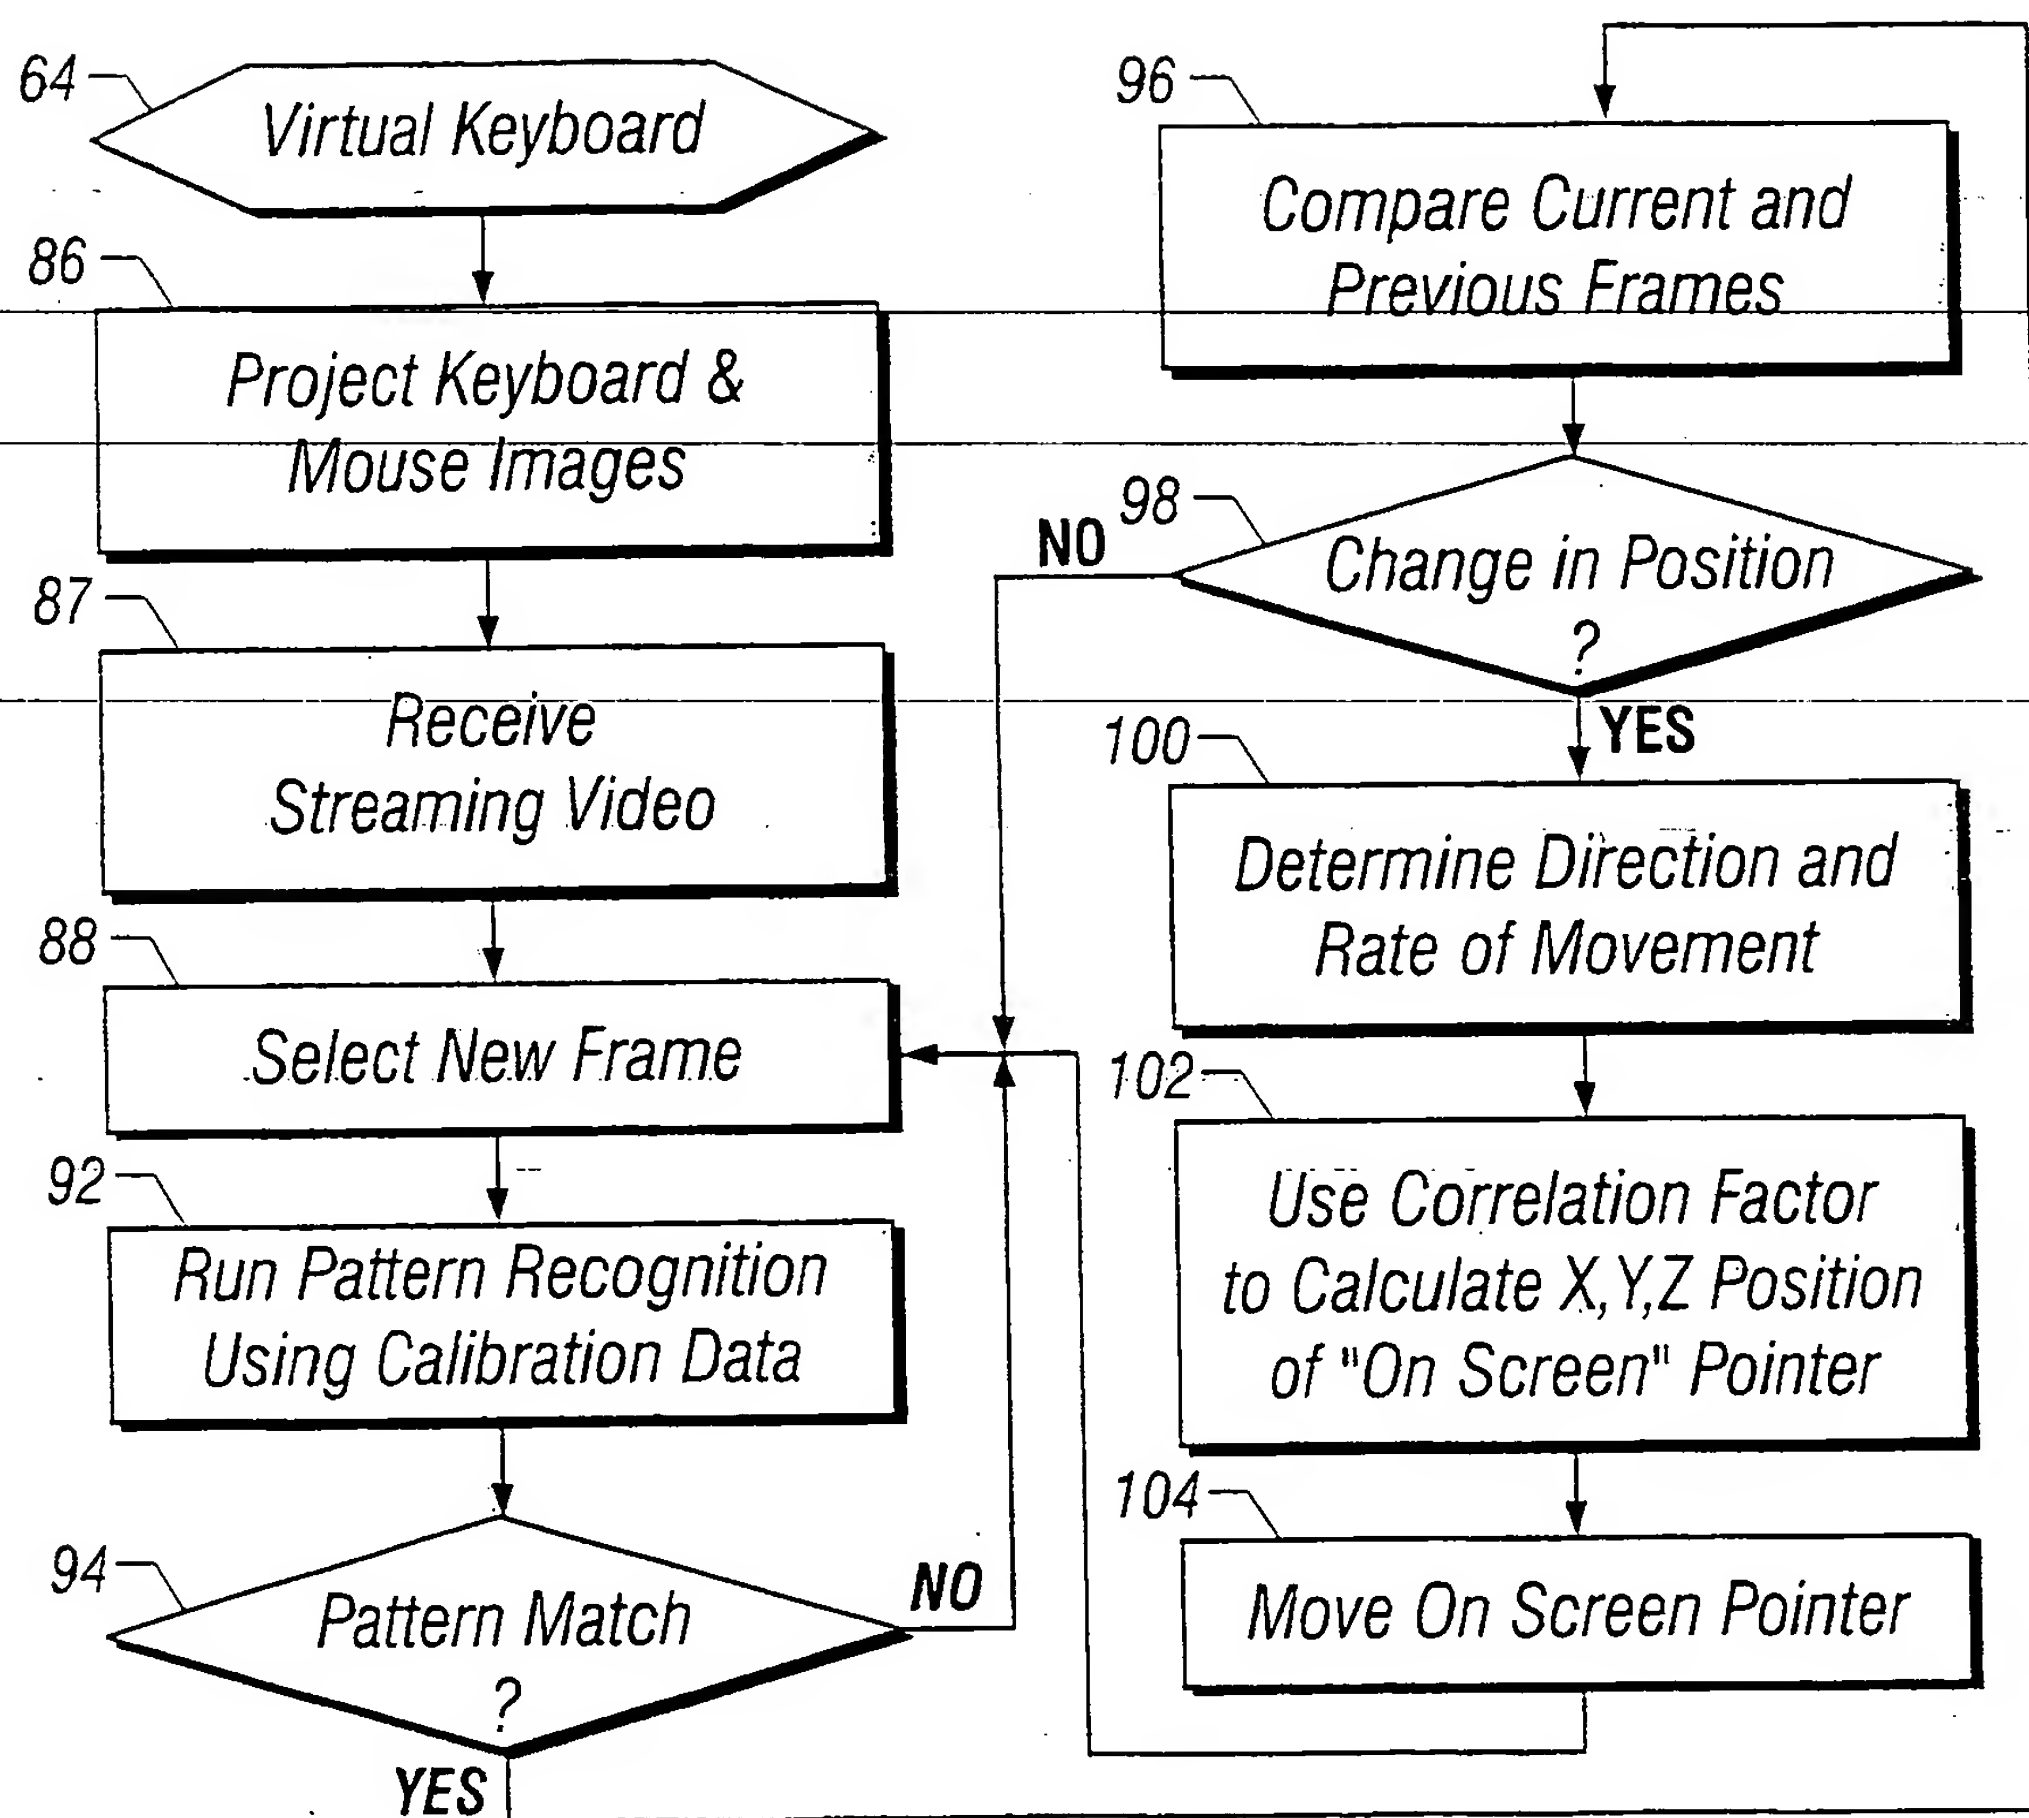 64
Virtual Keyboard
86
Project Keyboard &
Mouse Images
87
Receive
Streaming Video
88
Select New Frame
92
Run Pattern Recognition
Using Calibration Data
94
Pattern Match
?
NO
YES
96
Compare Current and
Previous Frames
98
NO
Change in Position
?
YES
100
Determine Direction and
Rate of Movement
102
Use Correlation Factor
to Calculate X,Y,Z Position
of "On Screen" Pointer
104
Move On Screen Pointer